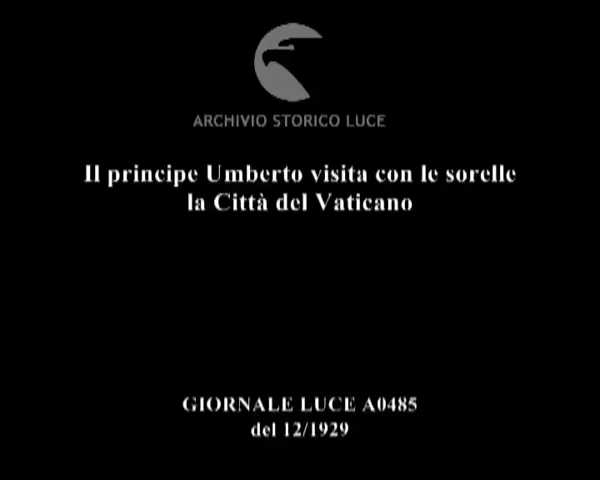 ARCHIVIO STORICO LUCE
Il principe Umberto visita con le sorelle
la Città del Vaticano
GIORNALE LUCE A0485
del 12/1929